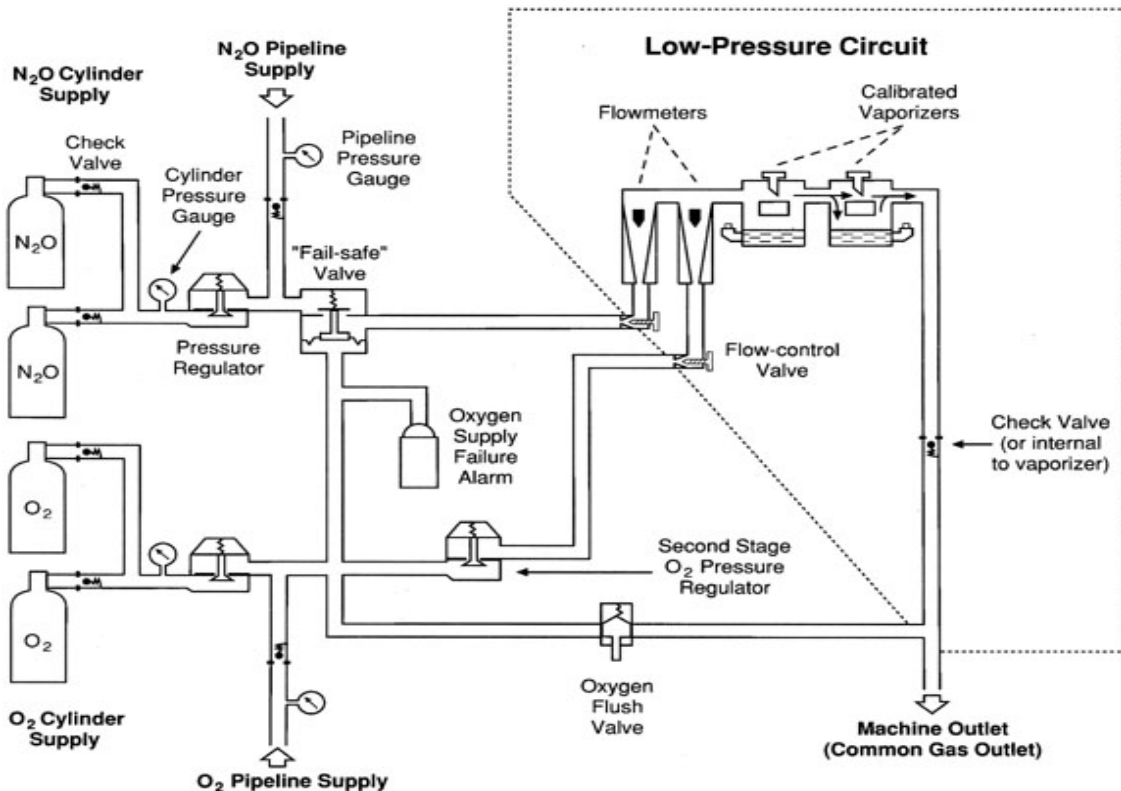 N₂O Pipeline
Supply
Low-Pressure Circuit
N₂O Cylinder
Supply
Calibrated
Vaporizers
Flowmeters
Check
Valve
Pipeline
Pressure
Gauge
Cylinder
Pressure
Gauge
N₂O
"Fail-safe"
Valve
N₂O
Pressure
Regulator
Flow-control
Valve
Oxygen
Supply
Failure
Alarm
Check Valve
(or internal
to vaporizer)
O₂
Second Stage
O₂ Pressure
Regulator
O₂
Oxygen
Flush
Valve
O₂ Cylinder
Supply
Machine Outlet
(Common Gas Outlet)
O₂ Pipeline Supply